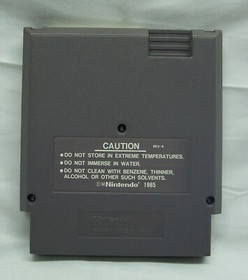 CAUTION
REV-A
•DO NOT STORE IN EXTREME TEMPERATURES.
•DO NOT IMMERSE IN WATER.
•DO NOT CLEAN WITH BENZENE, THINNER,
ALCOHOL OR OTHER SUCH SOLVENTS.
©Nintendo® 1985